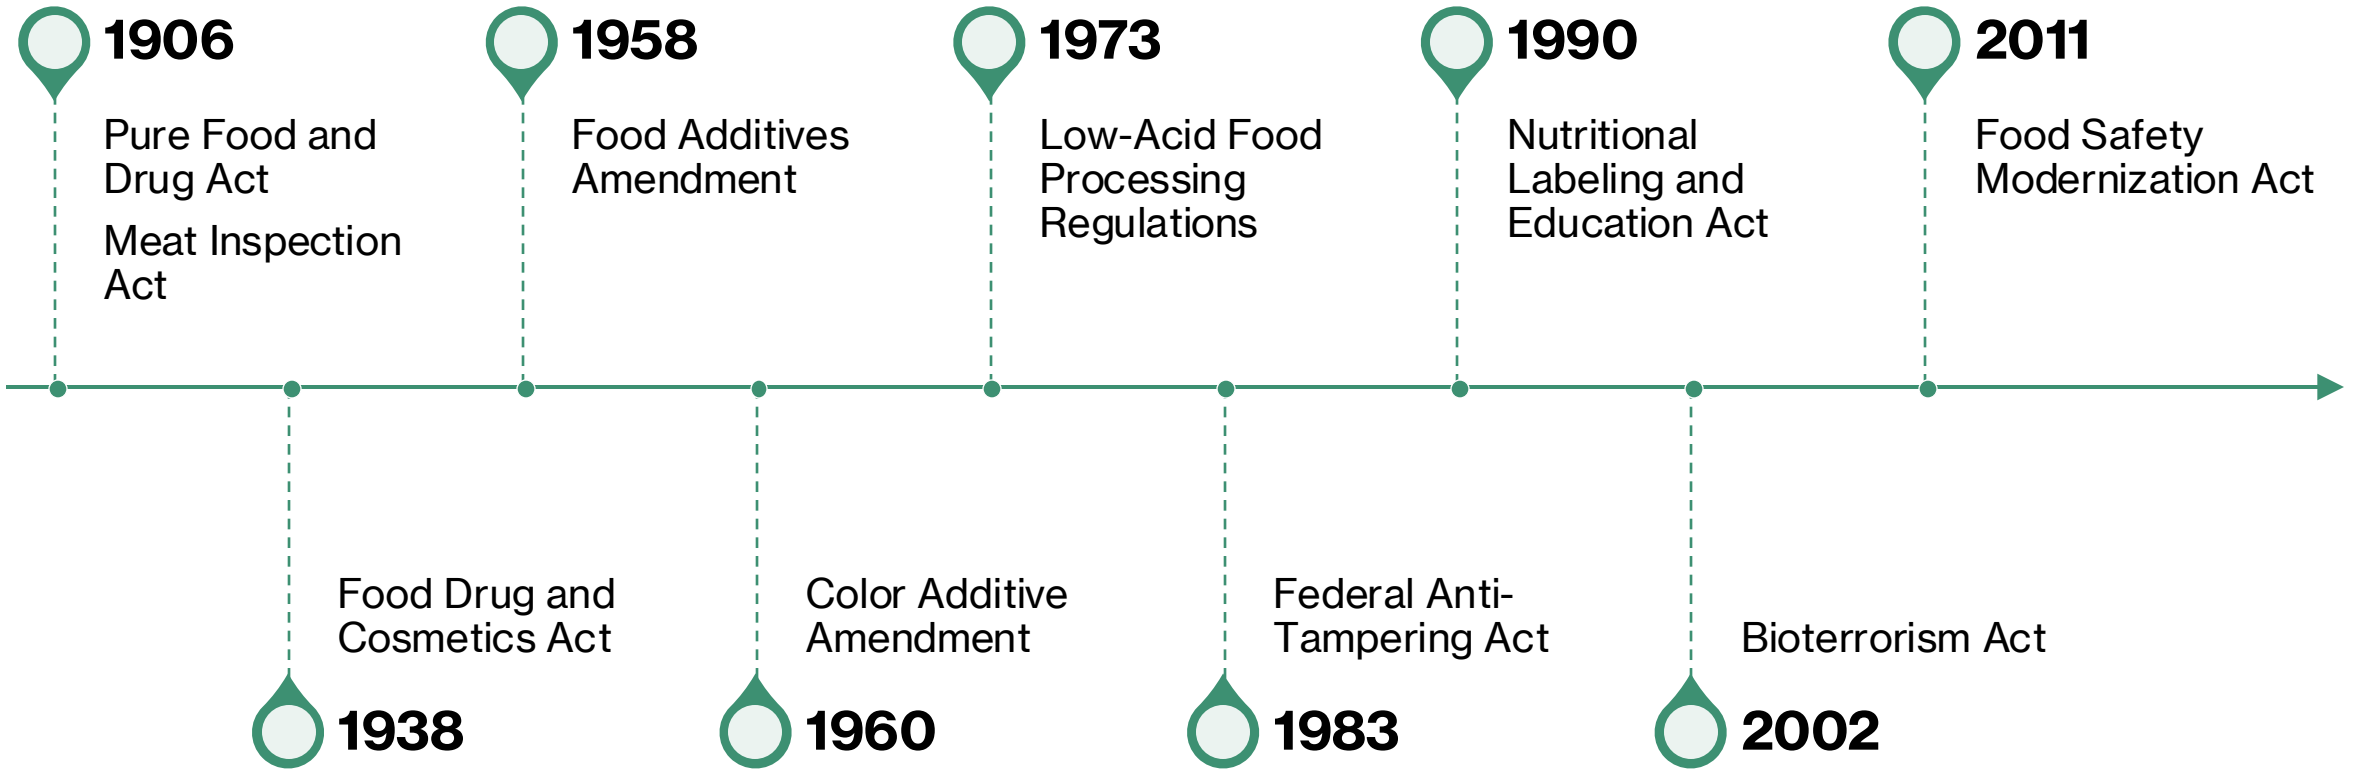 1906
Pure Food and
Drug Act
Meat Inspection
Act
1958
Food Additives
Amendment
1973
Low-Acid Food
Processing
Regulations
1990
Nutritional
Labeling and
Education Act
2011
Food Safety
Modernization Act
Food Drug and
Cosmetics Act
1938
Color Additive
Amendment
1960
Federal Anti-
Tampering Act
1983
Bioterrorism Act
2002